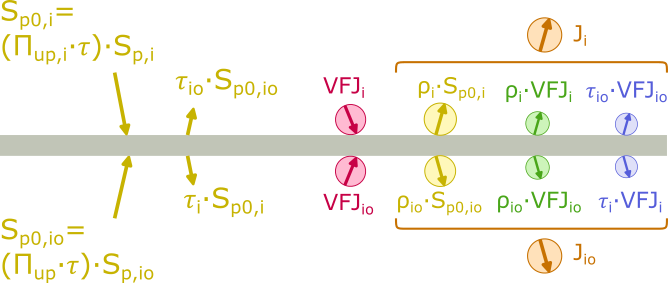 S_p0,i=
(Π_up,i·τ)·S_p,i
J_i
τ_io·S_p0,io
VFJ_i
ρ_i·S_p0,i
ρ_i·VFJ_i
τ_io·VFJ_io
τ_i·S_p0,i
VFJ_io
ρ_io·S_p0,io
ρ_io·VFJ_io
τ_i·VFJ_i
S_p0,io=
(Π_up·τ)·S_p,io
J_io